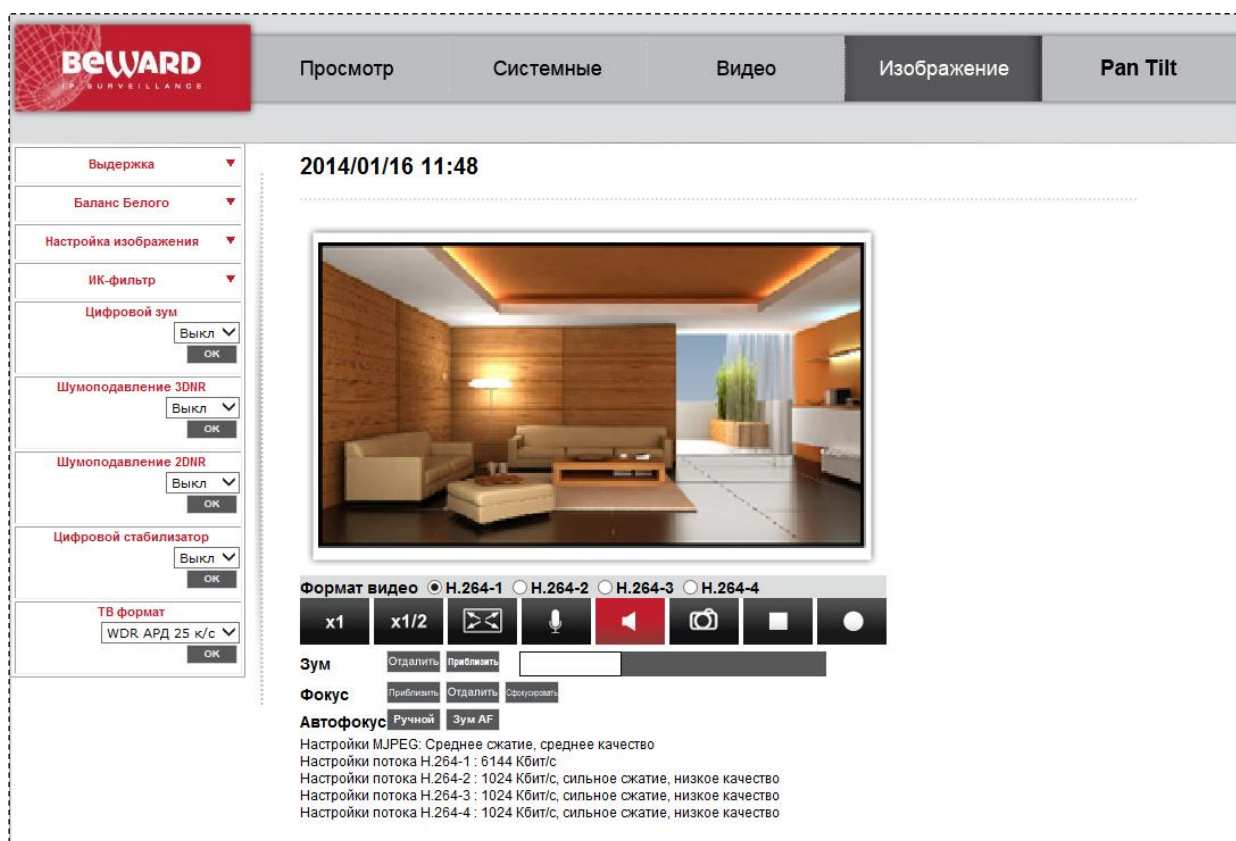 BEWARD
IP SURVEILLANCE
Просмотр
Системные
Видео
Изображение
Pan Tilt
Выдержка
Баланс Белого
Настройка изображения
ИК-фильтр
Цифровой зум
Выкл
OK
Шумоподавление 3DNR
Выкл
OK
Шумоподавление 2DNR
Выкл
OK
Цифровой стабилизатор
Выкл
OK
ТВ формат
WDR АРД 25 к/с
OK
2014/01/16 11:48
Формат видео H.264-1 H.264-2 H.264-3 H.264-4
x1 x1/2
Зум Отдалить Приблизить
Фокус Приблизить Отдалить Сфокусировать
Автофокус Ручной Зум AF
Настройки MJPEG: Среднее сжатие, среднее качество
Настройки потока H.264-1 : 6144 Кбит/с
Настройки потока H.264-2 : 1024 Кбит/с, сильное сжатие, низкое качество
Настройки потока H.264-3 : 1024 Кбит/с, сильное сжатие, низкое качество
Настройки потока H.264-4 : 1024 Кбит/с, сильное сжатие, низкое качество